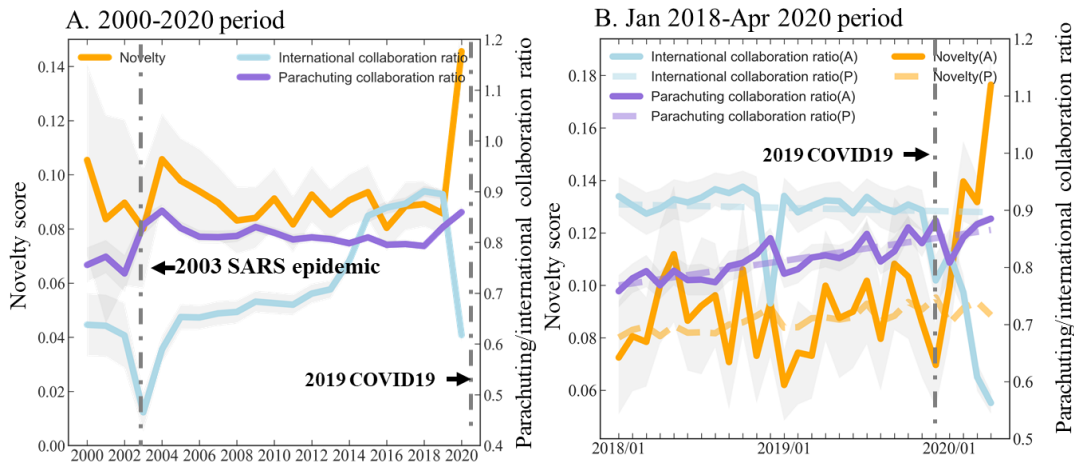 A. 2000-2020 period
Novelty score
0.14
0.12
0.10
0.08
0.06
0.04
0.02
0.00
Novelty
International collaboration ratio
Parachuting collaboration ratio
2003 SARS epidemic
2019 COVID19
1.2
1.1
1.0
0.9
0.8
0.7
0.6
0.5
0.4
Parachuting/international collaboration ratio
2000 2002 2004 2006 2008 2010 2012 2014 2016 2018 2020
B. Jan 2018-Apr 2020 period
Novelty score
0.18
0.16
0.14
0.12
0.10
0.08
0.06
International collaboration ratio(A)
International collaboration ratio(P)
Parachuting collaboration ratio(A)
Parachuting collaboration ratio(P)
Novelty(A)
Novelty(P)
2019 COVID19
1.2
1.1
1.0
0.9
0.8
0.7
0.6
0.5
Parachuting/international collaboration ratio
2018/01 2019/01 2020/01